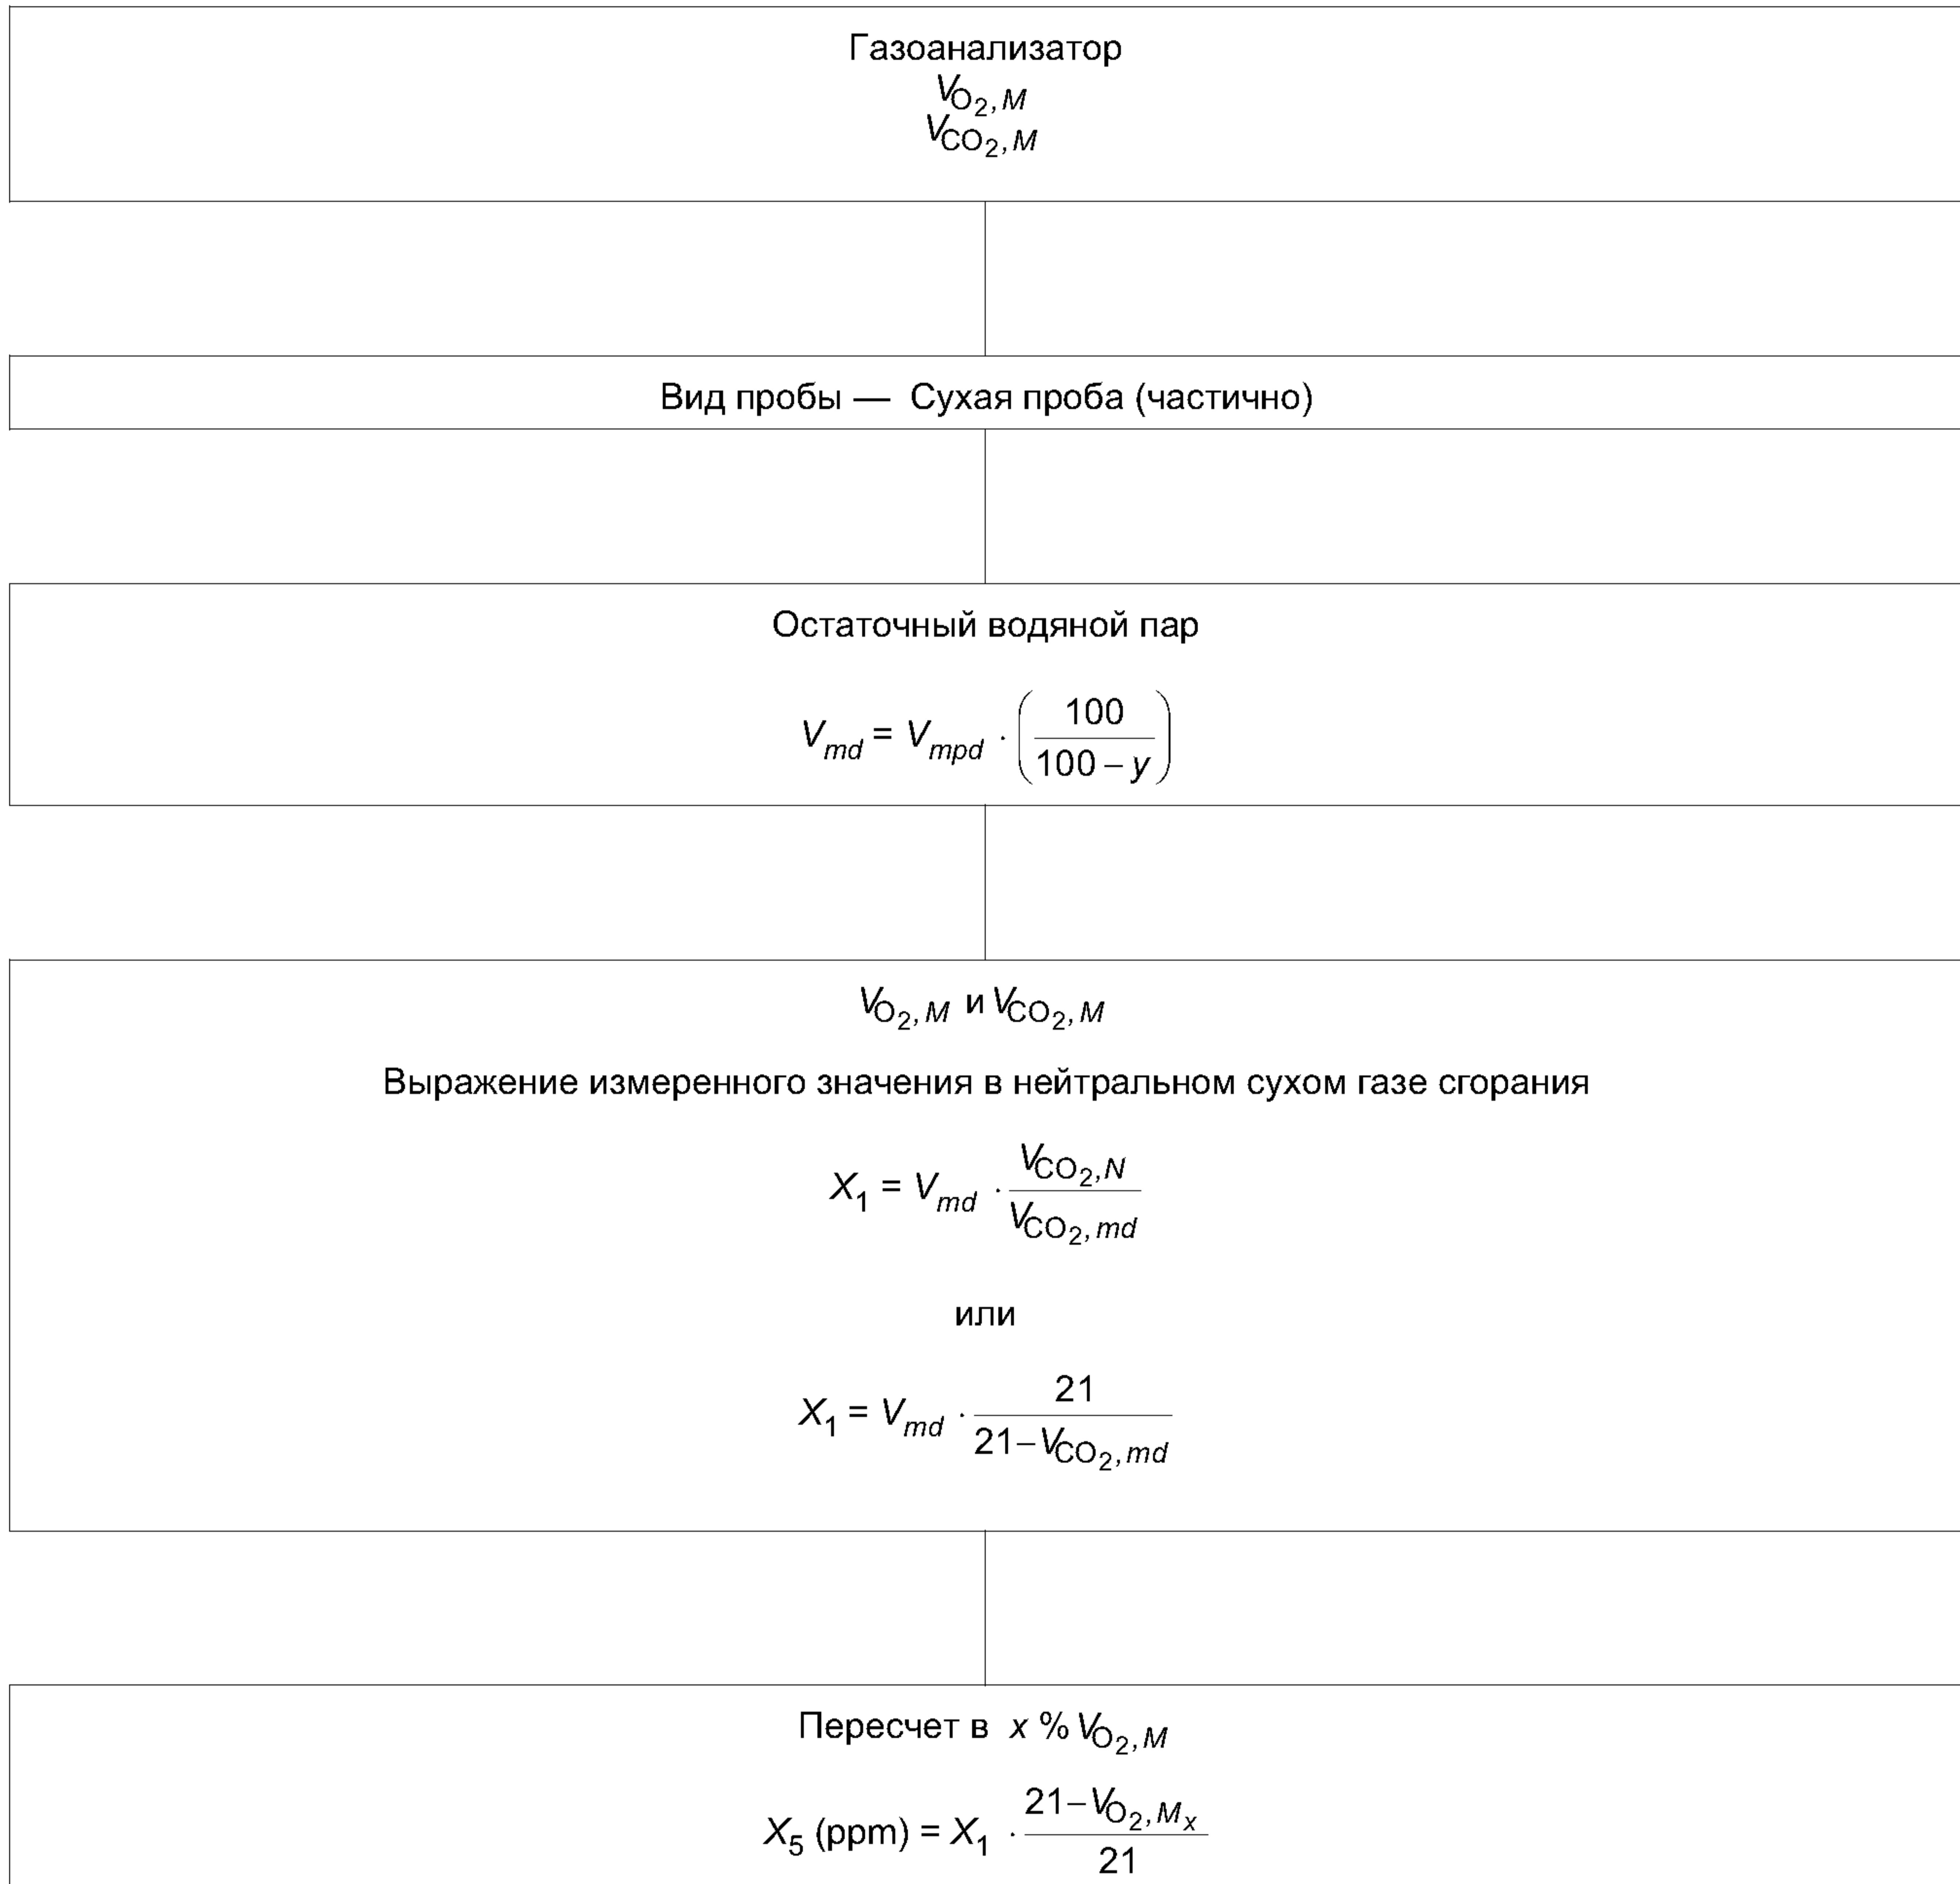 Газоанализатор
V_{O_2, M}
V_{CO_2, M}
Вид пробы — Сухая проба (частично)
Остаточный водяной пар
V_{md} = V_{mpd} · (100 / (100 – y))
V_{O_2, M} и V_{CO_2, M}
Выражение измеренного значения в нейтральном сухом газе сгорания
X_1 = V_{md} · V_{CO_2, N} / V_{CO_2, md}
или
X_1 = V_{md} · 21 / (21–V_{CO_2, md})
Пересчет в x % V_{O_2, M}
X_5 (ppm) = X_1 · (21–V_{O_2, M_x}) / 21